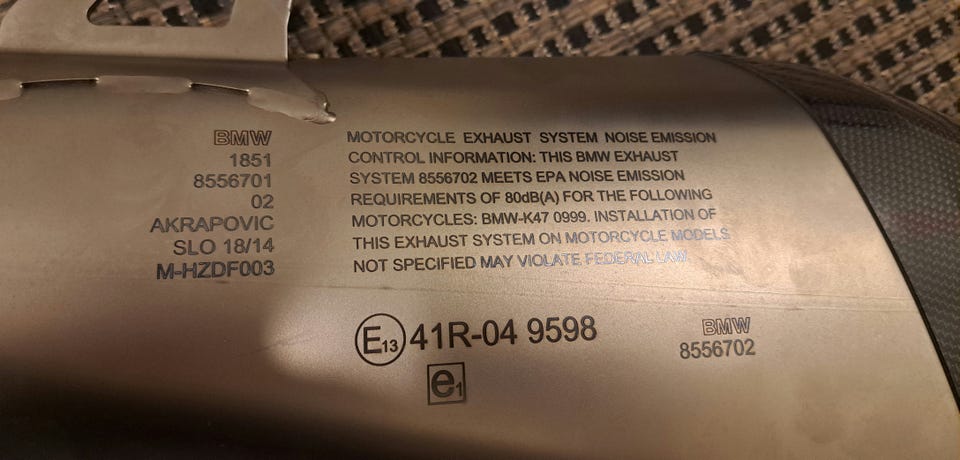 BMW
1851
8556701
02
AKRAPOVIC
SLO 18/14
M-HZDF003
MOTORCYCLE EXHAUST SYSTEM NOISE EMISSION
CONTROL INFORMATION: THIS BMW EXHAUST
SYSTEM 8556702 MEETS EPA NOISE EMISSION
REQUIREMENTS OF 80dB(A) FOR THE FOLLOWING
MOTORCYCLES: BMW-K47 0999. INSTALLATION OF
THIS EXHAUST SYSTEM ON MOTORCYCLE MODELS
NOT SPECIFIED MAY VIOLATE FEDERAL LAW.
E13 41R-04 9598
e1
BMW
8556702